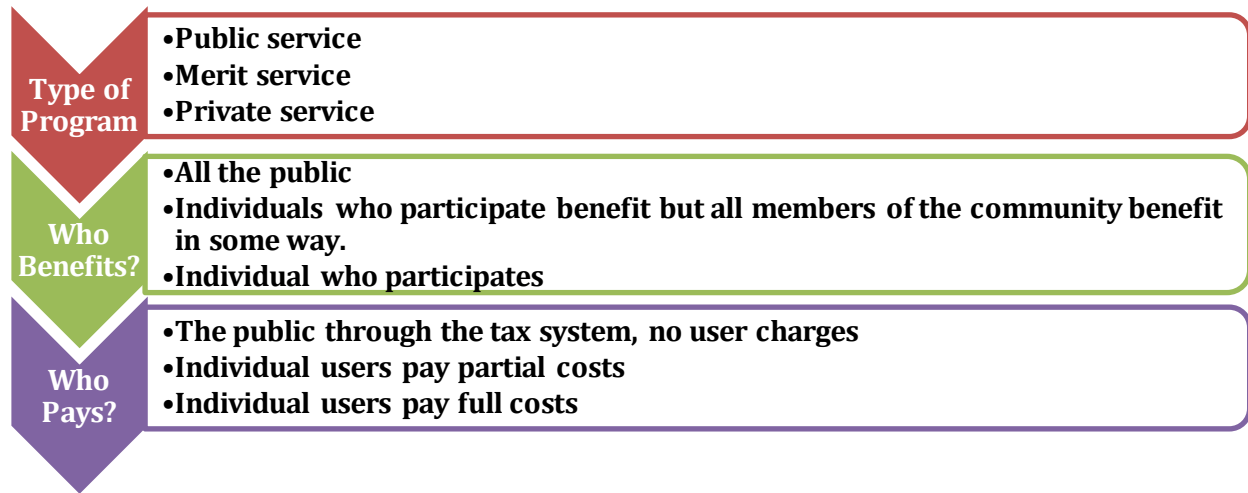 Type of
Program
•Public service
•Merit service
•Private service
Who
Benefits?
•All the public
•Individuals who participate benefit but all members of the community benefit
in some way.
•Individual who participates
Who
Pays?
•The public through the tax system, no user charges
•Individual users pay partial costs
•Individual users pay full costs